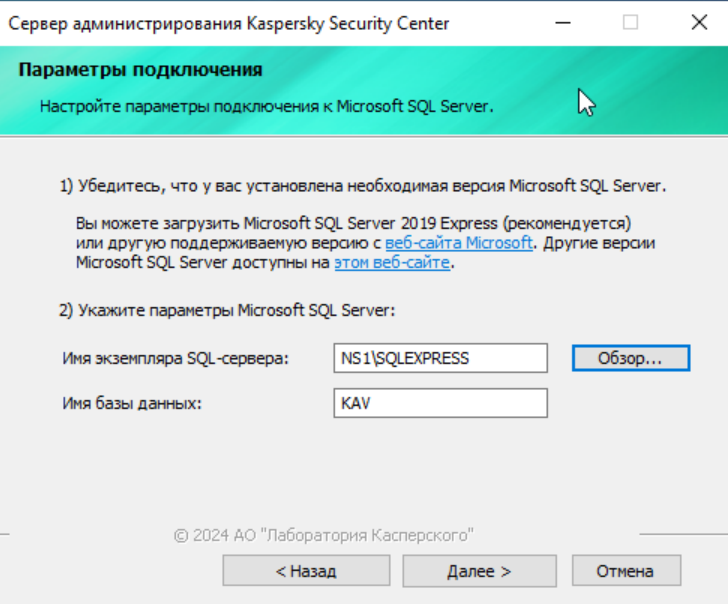 Сервер администрирования Kaspersky Security Center
Параметры подключения
Настройте параметры подключения к Microsoft SQL Server.
1) Убедитесь, что у вас установлена необходимая версия Microsoft SQL Server.
Вы можете загрузить Microsoft SQL Server 2019 Express (рекомендуется)
или другую поддерживаемую версию с веб-сайта Microsoft. Другие версии
Microsoft SQL Server доступны на этом веб-сайте.
2) Укажите параметры Microsoft SQL Server:
Имя экземпляра SQL-сервера: NS1\SQLEXPRESS Обзор...
Имя базы данных: KAV
© 2024 АО "Лаборатория Касперского"
< Назад Далее > Отмена